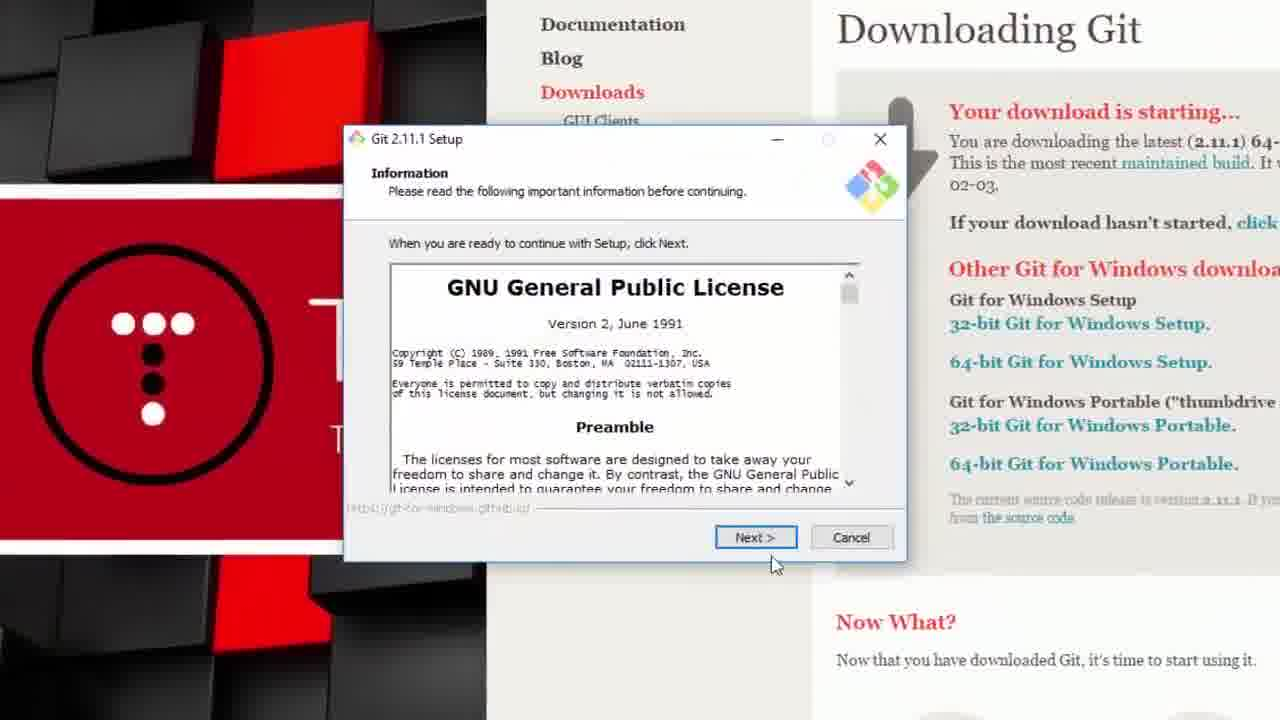 Documentation
Blog
Downloads
GUI Clients
Downloading Git
Your download is starting...
You are downloading the latest (2.11.1) 64-
This is the most recent maintained build. It
02-03.
If your download hasn't started, click
Other Git for Windows
Git for Windows Setup
32-bit Git for Windows Setup.
64-bit Git for Windows Setup.
Git for Windows Portable ("thumbdrive
32-bit Git for Windows Portable.
64-bit Git for Windows Portable.
The current source code release is version 2.11.1. If
from the source code.
Now What?
Now that you have downloaded Git, it's time to start using it.
Git 2.11.1 Setup
Information
Please read the following important information before continuing.
When you are ready to continue with Setup, click Next.
GNU General Public License
Version 2, June 1991
Copyright (C) 1989, 1991 Free Software Foundation, Inc.
59 Temple Place - Suite 330, Boston, MA 02111-1307, USA
Everyone is permitted to copy and distribute verbatim copies
of this license document, but changing it is not allowed.
Preamble
The licenses for most software are designed to take away your
freedom to share and change it. By contrast, the GNU General Public
License is intended to guarantee your freedom to share and change
https://git-for-windows.github.io/
Next >
Cancel